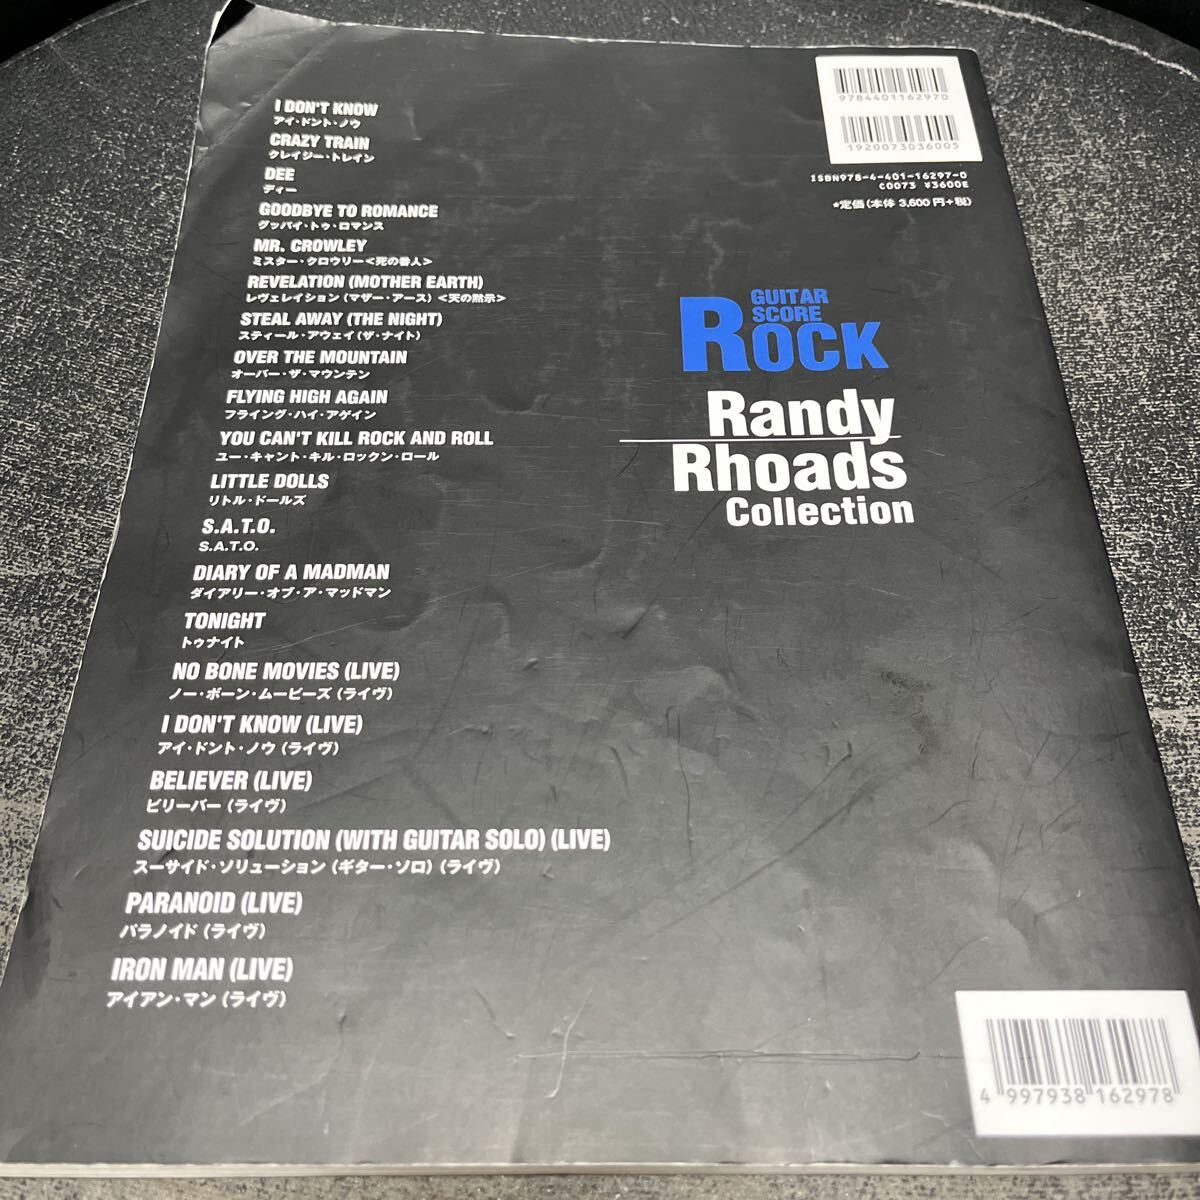 I DON'T KNOW
アイ・ドント・ノウ
CRAZY TRAIN
クレイジー・トレイン
DEE
ディー
GOODBYE TO ROMANCE
グッバイ・トゥ・ロマンス
MR. CROWLEY
ミスター・クロウリー＜死の番人＞
REVELATION (MOTHER EARTH)
レヴェレイション（マザー・アース）＜天の黙示＞
STEAL AWAY (THE NIGHT)
スティール・アウェイ（ザ・ナイト）
OVER THE MOUNTAIN
オーバー・ザ・マウンテン
FLYING HIGH AGAIN
フライング・ハイ・アゲイン
YOU CAN'T KILL ROCK AND ROLL
ユー・キャント・キル・ロックン・ロール
LITTLE DOLLS
リトル・ドールズ
S.A.T.O.
S.A.T.O.
DIARY OF A MADMAN
ダイアリー・オブ・ア・マッドマン
TONIGHT
トゥナイト
NO BONE MOVIES (LIVE)
ノー・ボーン・ムービーズ（ライヴ）
I DON'T KNOW (LIVE)
アイ・ドント・ノウ（ライヴ）
BELIEVER (LIVE)
ビリーバー（ライヴ）
SUICIDE SOLUTION (WITH GUITAR SOLO) (LIVE)
スーサイド・ソリューション（ギター・ソロ）（ライヴ）
PARANOID (LIVE)
パラノイド（ライヴ）
IRON MAN (LIVE)
アイアン・マン（ライヴ）
9784401162970
1920073036005
ISBN978-4-401-16297-0
C0073 ¥3600E
*定価（本体 3,600円+税）
GUITAR
SCORE
ROCK
Randy
Rhoads
Collection
4 997938 162978